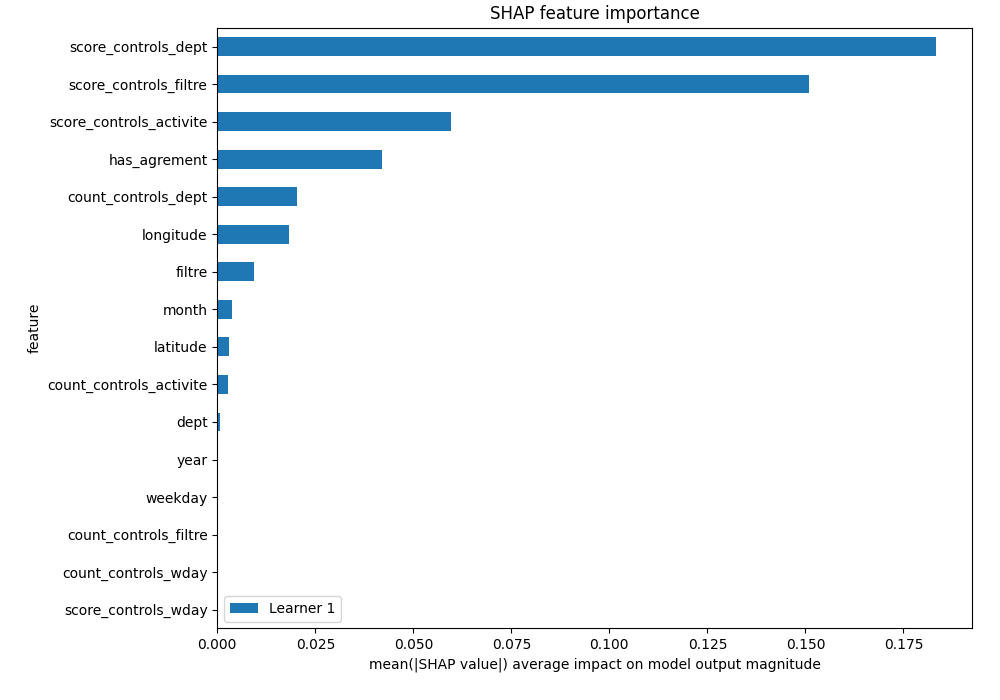 SHAP feature importance
score_controls_dept
score_controls_filtre
score_controls_activite
has_agrement
count_controls_dept
longitude
filtre
month
latitude
count_controls_activite
dept
year
weekday
count_controls_filtre
count_controls_wday
score_controls_wday
feature
Learner 1
0.000 0.025 0.050 0.075 0.100 0.125 0.150 0.175
mean(|SHAP value|) average impact on model output magnitude